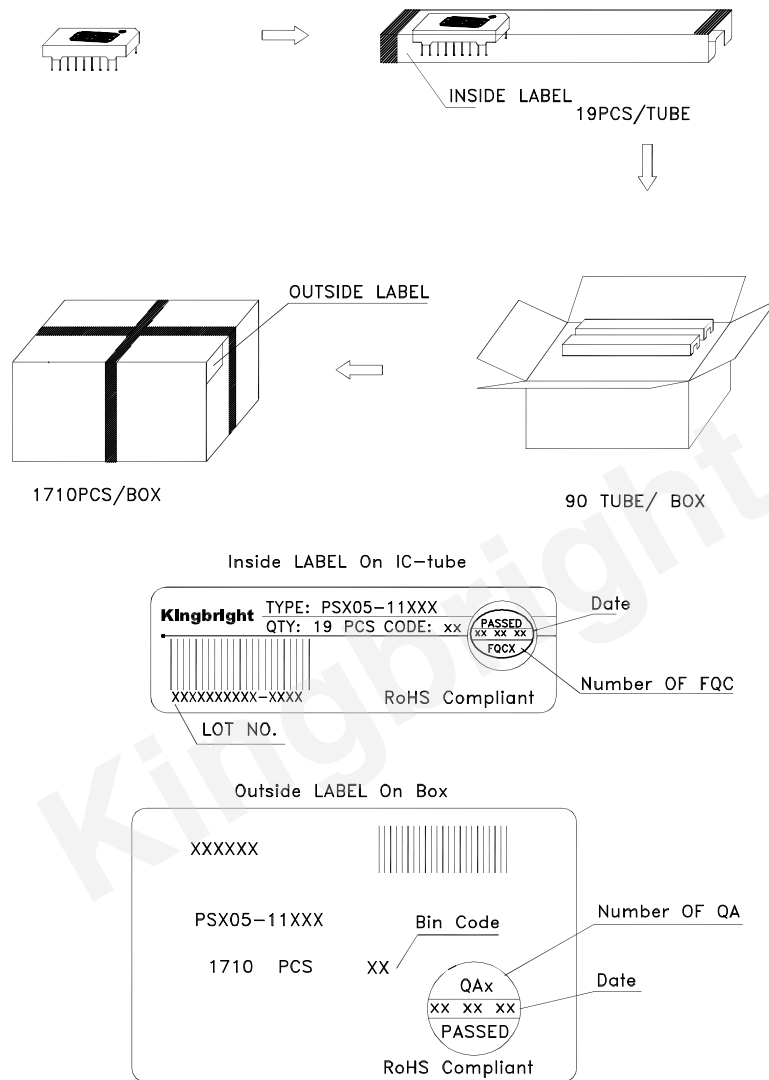 INSIDE LABEL
19PCS/TUBE
OUTSIDE LABEL
1710PCS/BOX
90 TUBE/ BOX
Inside LABEL On IC-tube
Kingbright
TYPE: PSX05-11XXX
QTY: 19 PCS CODE: xx
PASSED
xx xx xx
FQCX
Date
Number OF FQC
XXXXXXXXXX-XXXX
RoHS Compliant
LOT NO.
Outside LABEL On Box
XXXXXX
PSX05-11XXX
Bin Code
Number OF QA
1710 PCS
XX
QAx
Date
XX XX XX
PASSED
RoHS Compliant
Kingbright